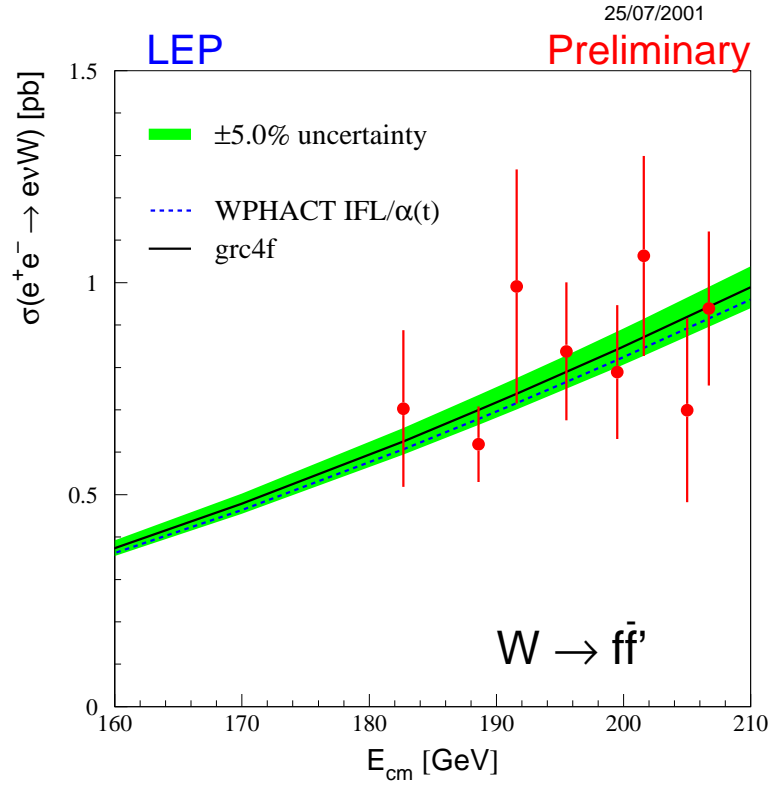 25/07/2001
LEP Preliminary
σ(e⁺e⁻ → eνW) [pb]
1.5
±5.0% uncertainty
WPHACT IFL/α(t)
grc4f
1
0.5
W → ff̄'
0
160 170 180 190 200 210
E_cm [GeV]